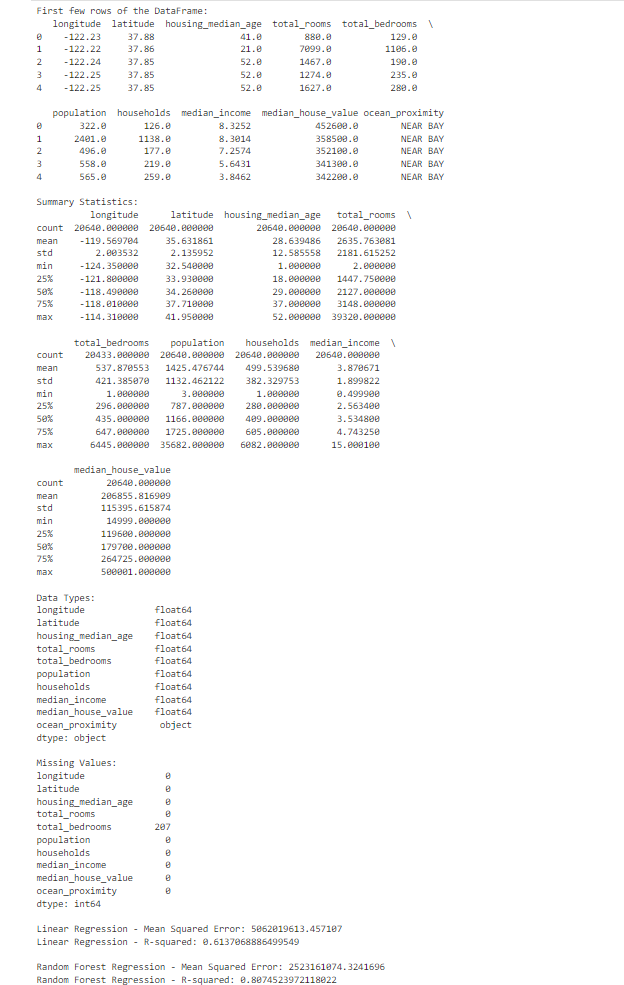 First few rows of the DataFrame:
longitude latitude housing_median_age total_rooms total_bedrooms \
0 -122.23 37.88 41.0 880.0 129.0
1 -122.22 37.86 21.0 7099.0 1106.0
2 -122.24 37.85 52.0 1467.0 190.0
3 -122.25 37.85 52.0 1274.0 235.0
4 -122.25 37.85 52.0 1627.0 280.0
population households median_income median_house_value ocean_proximity
0 322.0 126.0 8.3252 452600.0 NEAR BAY
1 2401.0 1138.0 8.3014 358500.0 NEAR BAY
2 496.0 177.0 7.2574 352100.0 NEAR BAY
3 558.0 219.0 5.6431 341300.0 NEAR BAY
4 565.0 259.0 3.8462 342200.0 NEAR BAY
Summary Statistics:
longitude latitude housing_median_age total_rooms \
count 20640.000000 20640.000000 20640.000000 20640.000000
mean -119.569704 35.631861 28.639486 2635.763081
std 2.003532 2.135952 12.585558 2181.615252
min -124.350000 32.540000 1.000000 2.000000
25% -121.800000 33.930000 18.000000 1447.750000
50% -118.490000 34.260000 29.000000 2127.000000
75% -118.010000 37.710000 37.000000 3148.000000
max -114.310000 41.950000 52.000000 39320.000000
total_bedrooms population households median_income \
count 20433.000000 20640.000000 20640.000000 20640.000000
mean 537.870553 1425.476744 499.539680 3.870671
std 421.385070 1132.462122 382.329753 1.899822
min 1.000000 3.000000 1.000000 0.499900
25% 296.000000 787.000000 280.000000 2.563400
50% 435.000000 1166.000000 409.000000 3.534800
75% 647.000000 1725.000000 605.000000 4.743250
max 6445.000000 35682.000000 6082.000000 15.000100
median_house_value
count 20640.000000
mean 206855.816909
std 115395.615874
min 14999.000000
25% 119600.000000
50% 179700.000000
75% 264725.000000
max 500001.000000
Data Types:
longitude float64
latitude float64
housing_median_age float64
total_rooms float64
total_bedrooms float64
population float64
households float64
median_income float64
median_house_value float64
ocean_proximity object
dtype: object
Missing Values:
longitude 0
latitude 0
housing_median_age 0
total_rooms 0
total_bedrooms 207
population 0
households 0
median_income 0
median_house_value 0
ocean_proximity 0
dtype: int64
Linear Regression - Mean Squared Error: 5062019613.457107
Linear Regression - R-squared: 0.6137068886499549
Random Forest Regression - Mean Squared Error: 2523161074.3241696
Random Forest Regression - R-squared: 0.8074523972118022